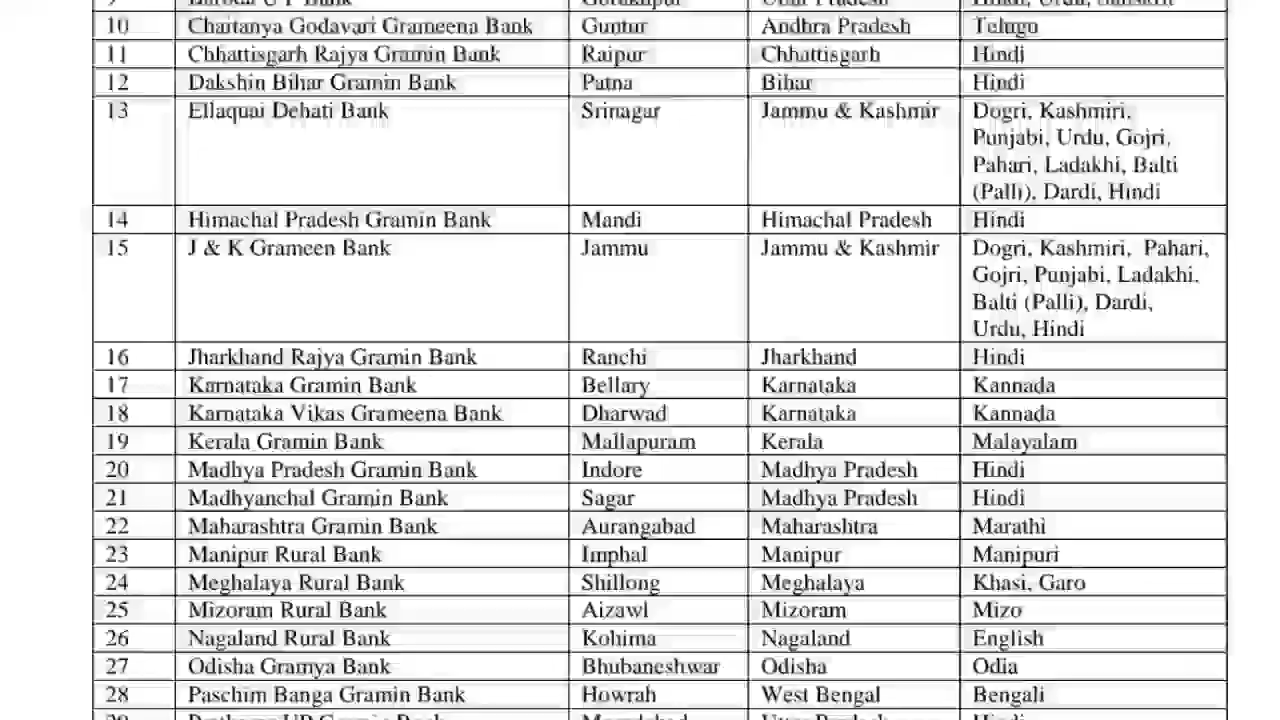 10 Chaitanya Godavari Grameena Bank Guntur Andhra Pradesh Telugu
11 Chhattisgarh Rajya Gramin Bank Raipur Chhattisgarh Hindi
12 Dakshin Bihar Gramin Bank Patna Bihar Hindi
13 Ellaquai Dehati Bank Srinagar Jammu & Kashmir Dogri, Kashmiri,
Punjabi, Urdu, Gojri,
Pahari, Ladakhi, Balti
(Palli), Dardi, Hindi
14 Himachal Pradesh Gramin Bank Mandi Himachal Pradesh Hindi
15 J & K Grameen Bank Jammu Jammu & Kashmir Dogri, Kashmiri, Pahari,
Gojri, Punjabi, Ladakhi,
Balti (Palli), Dardi,
Urdu, Hindi
16 Jharkhand Rajya Gramin Bank Ranchi Jharkhand Hindi
17 Karnataka Gramin Bank Bellary Karnataka Kannada
18 Karnataka Vikas Grameena Bank Dharwad Karnataka Kannada
19 Kerala Gramin Bank Mallapuram Kerala Malayalam
20 Madhya Pradesh Gramin Bank Indore Madhya Pradesh Hindi
21 Madhyanchal Gramin Bank Sagar Madhya Pradesh Hindi
22 Maharashtra Gramin Bank Aurangabad Maharashtra Marathi
23 Manipur Rural Bank Imphal Manipur Manipuri
24 Meghalaya Rural Bank Shillong Meghalaya Khasi, Garo
25 Mizoram Rural Bank Aizawl Mizoram Mizo
26 Nagaland Rural Bank Kohima Nagaland English
27 Odisha Gramya Bank Bhubaneshwar Odisha Odia
28 Paschim Banga Gramin Bank Howrah West Bengal Bengali